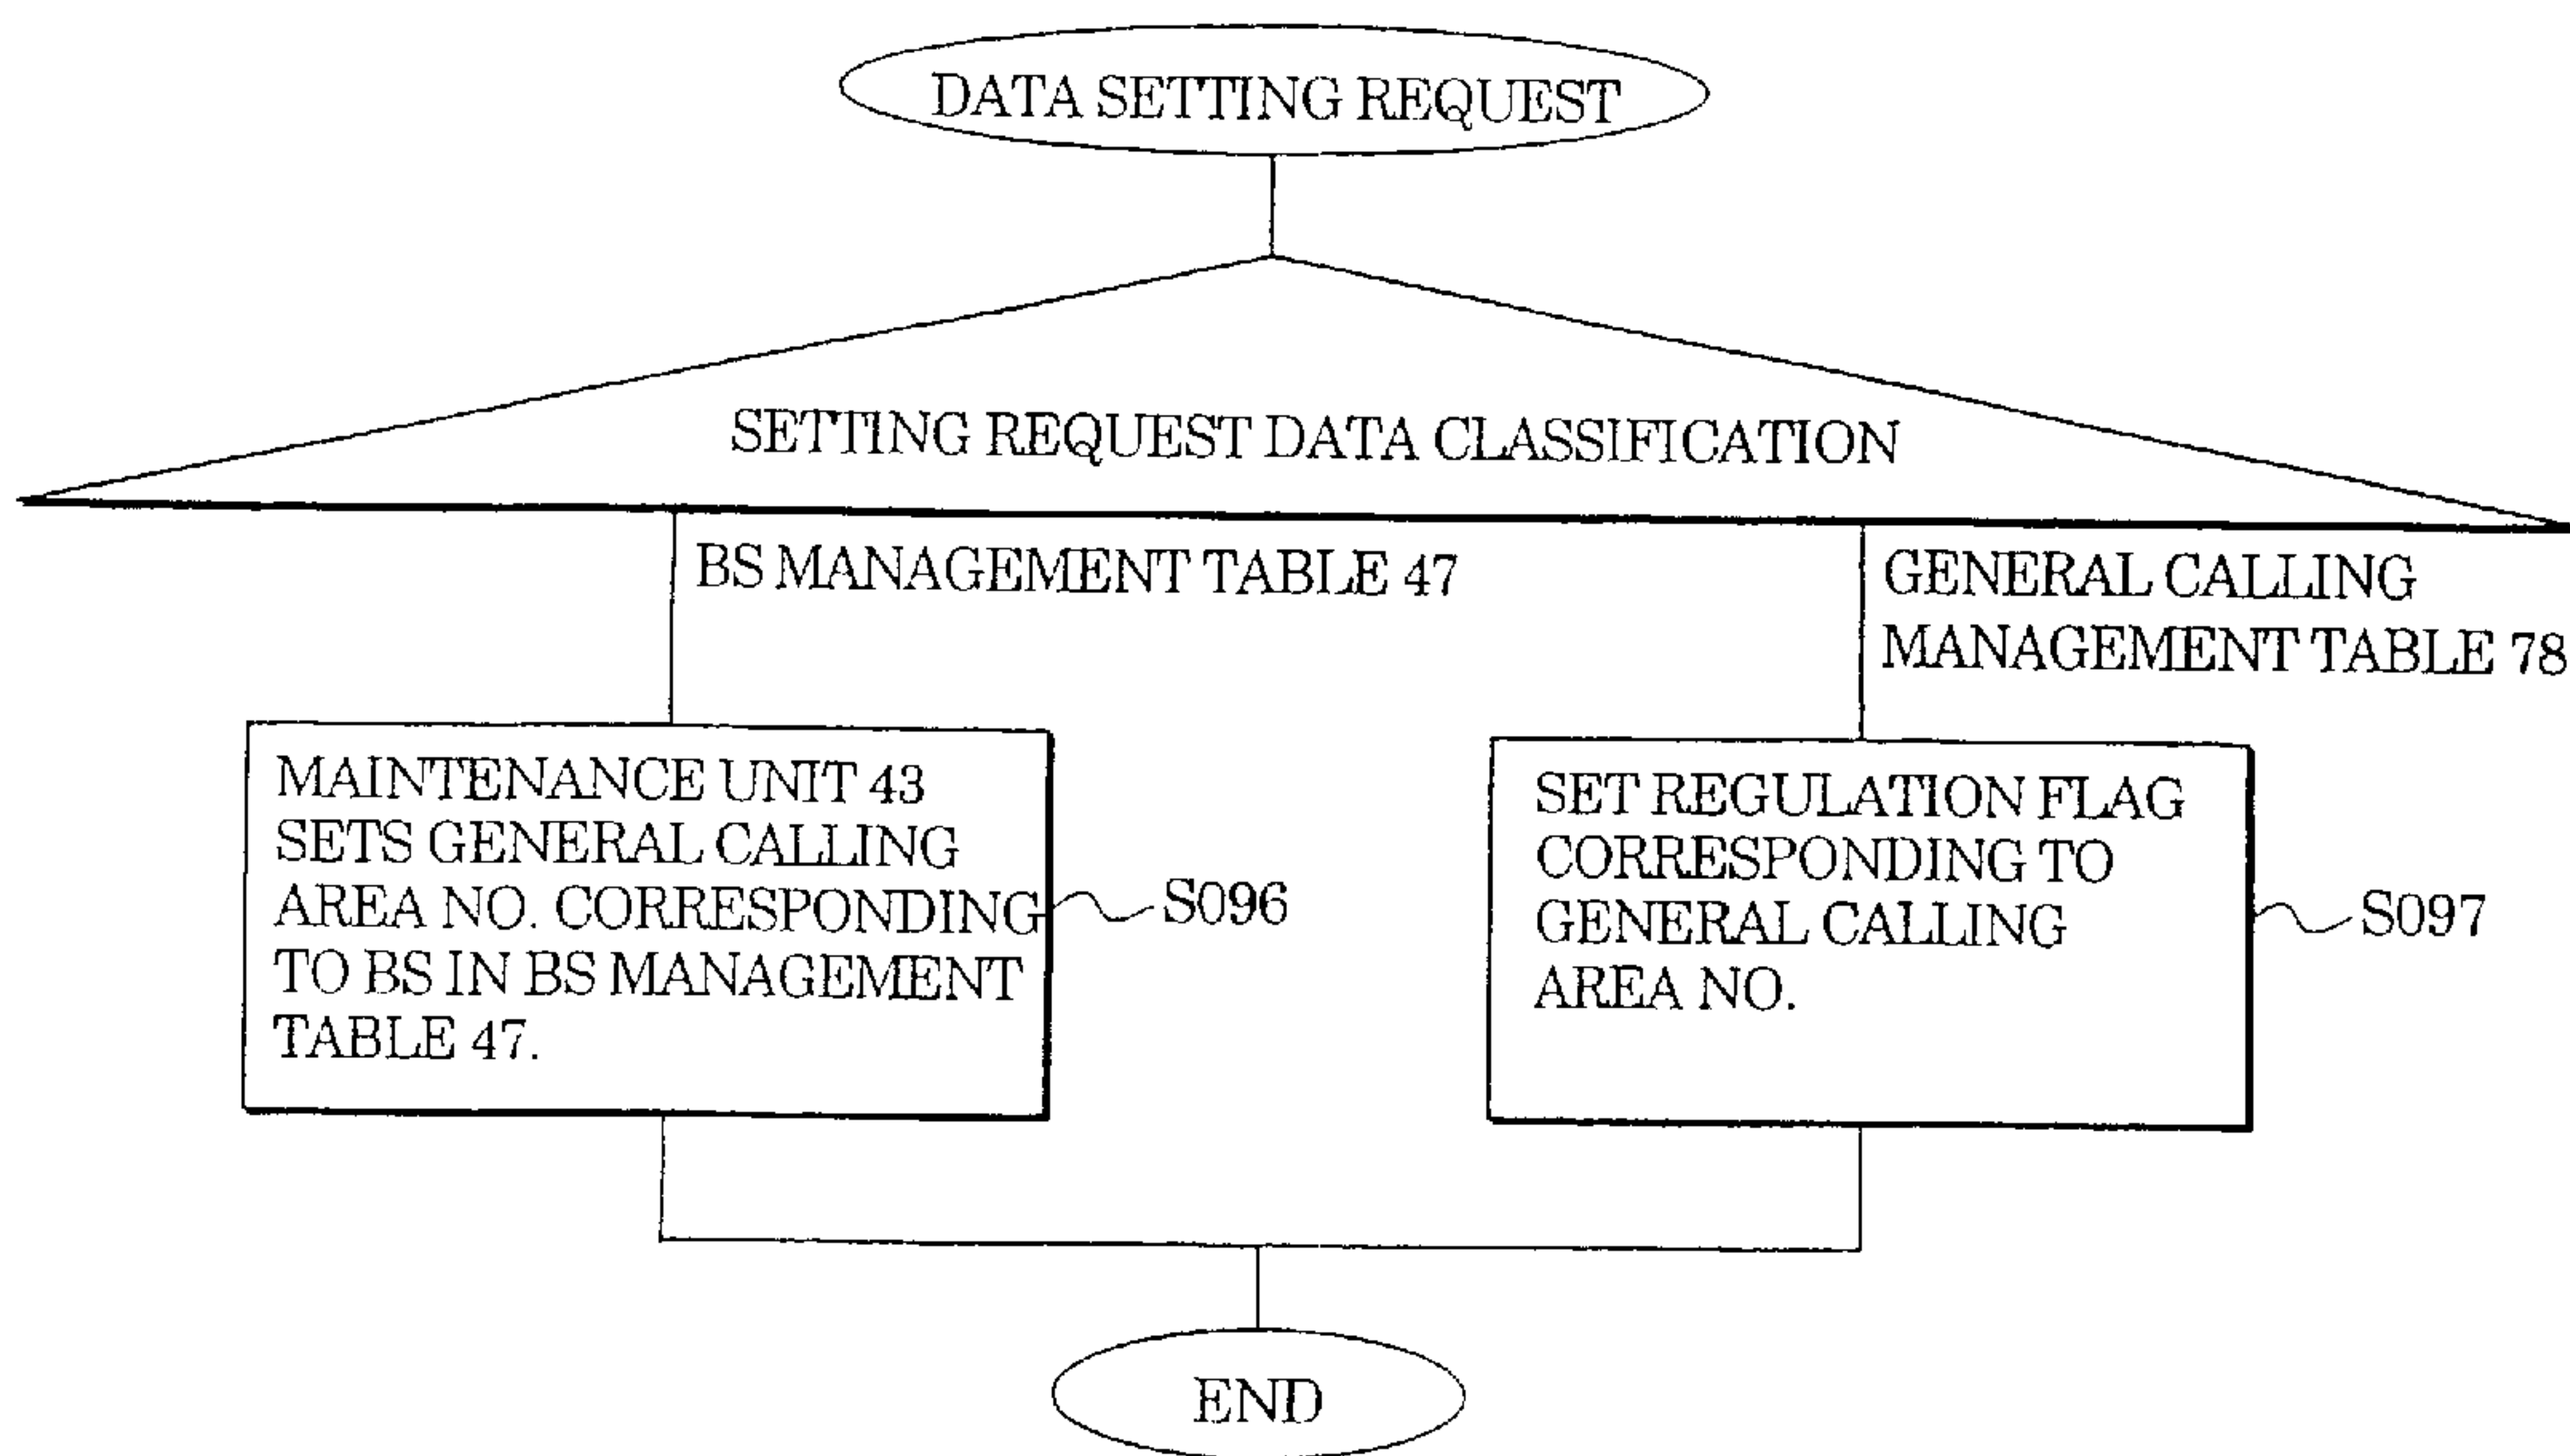 DATA SETTING REQUEST
SETTING REQUEST DATA CLASSIFICATION
BS MANAGEMENT TABLE 47
GENERAL CALLING
MANAGEMENT TABLE 78
MAINTENANCE UNIT 43
SETS GENERAL CALLING
AREA NO. CORRESPONDING
TO BS IN BS MANAGEMENT
TABLE 47.
S096
SET REGULATION FLAG
CORRESPONDING TO
GENERAL CALLING
AREA NO.
S097
END